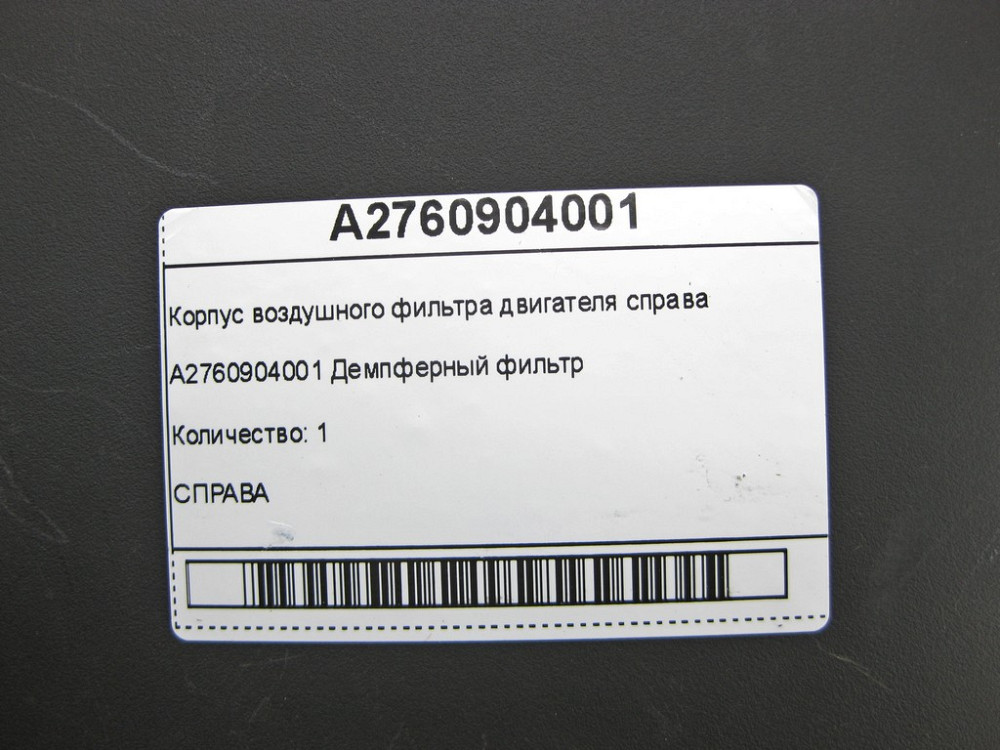 A2760904001
Корпус воздушного фильтра двигателя справа
A2760904001 Демпферный фильтр
Количество: 1
СПРАВА